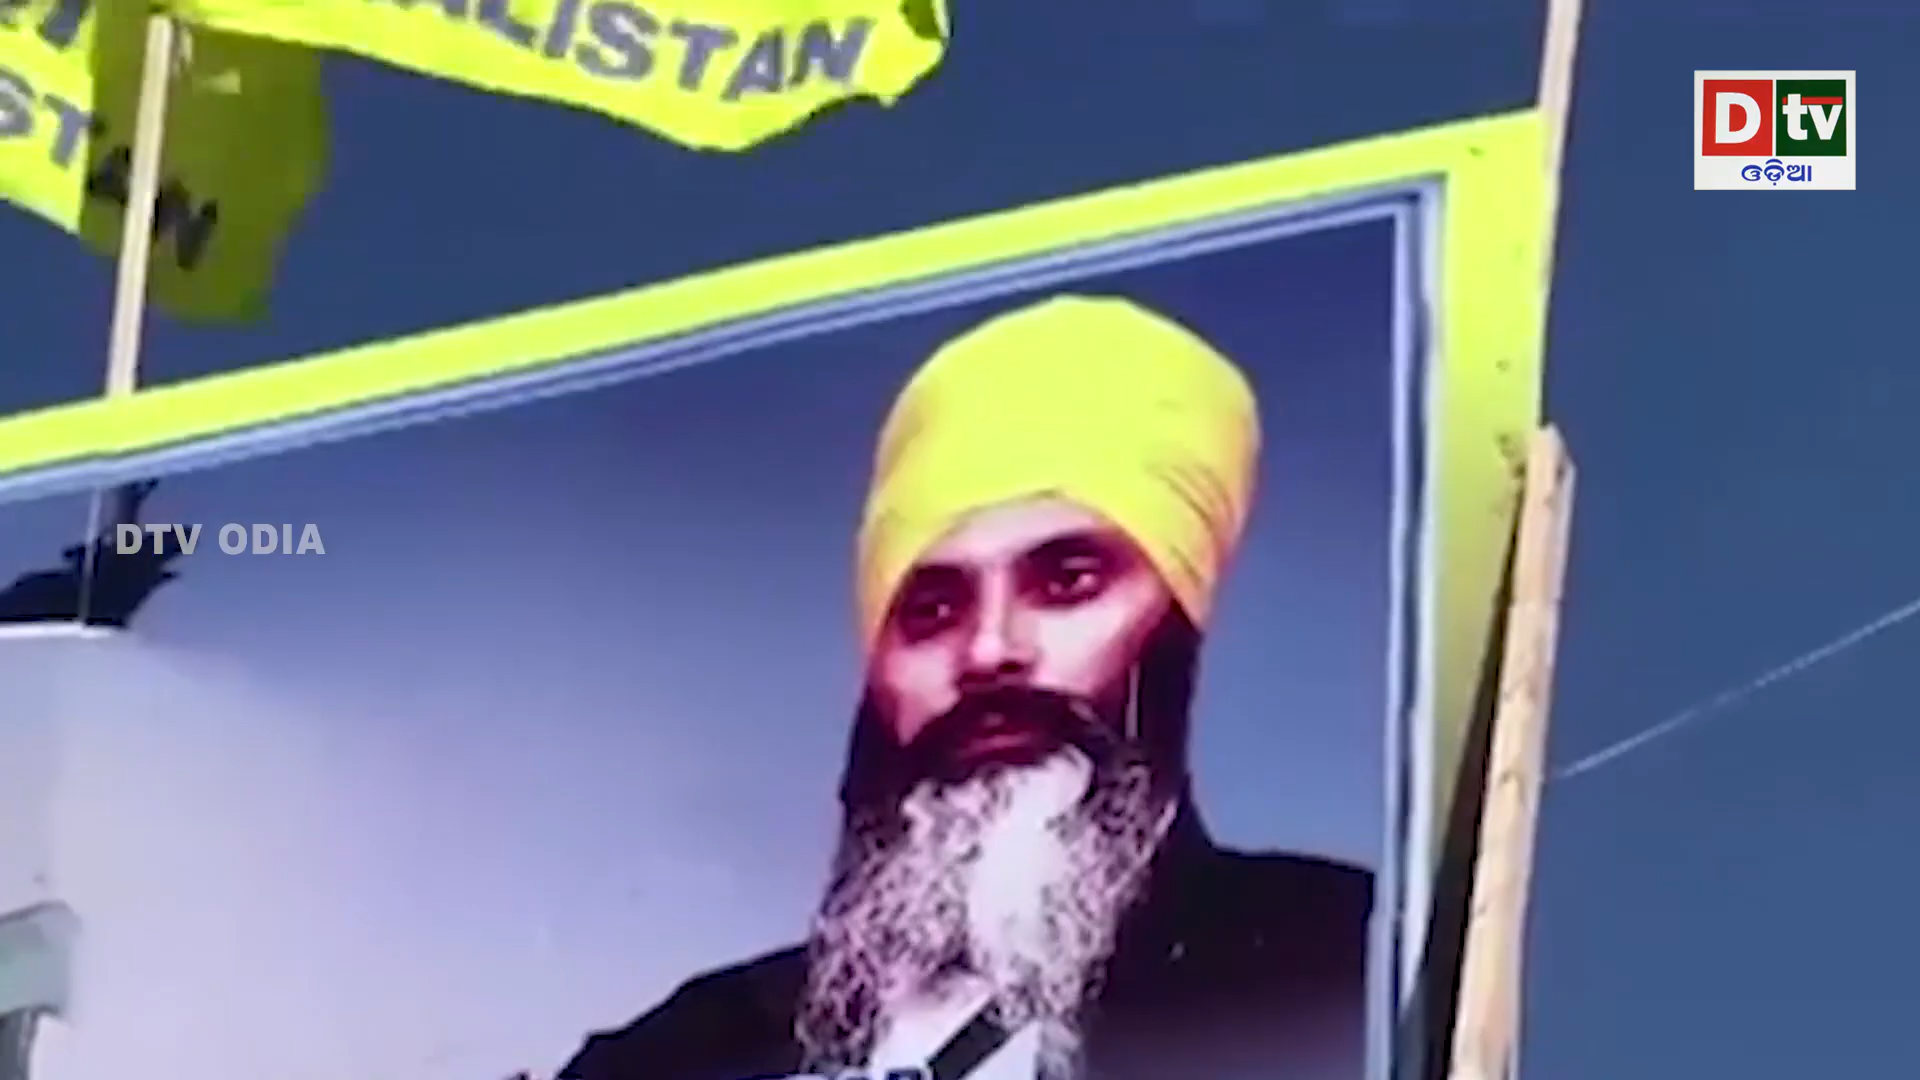 ALISTAN
STAN
D tv
ଓଡ଼ିଆ
DTV ODIA